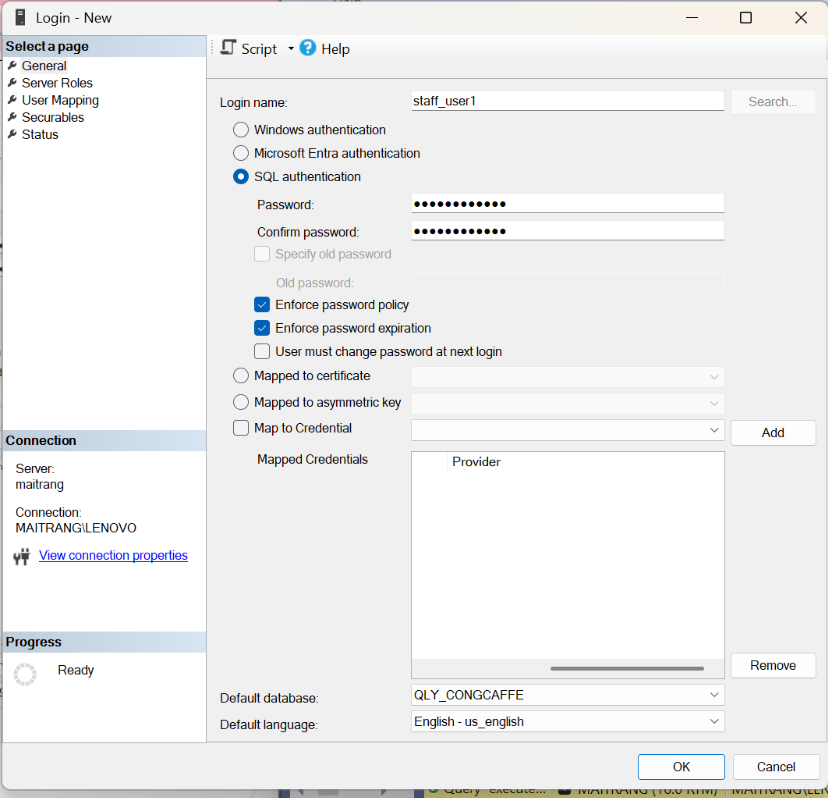 Login - New
Select a page
General
Server Roles
User Mapping
Securables
Status
Script
Help
Login name:
staff_user1
Search...
Windows authentication
Microsoft Entra authentication
SQL authentication
Password:
●●●●●●●●●●●●
Confirm password:
●●●●●●●●●●●●
Specify old password
Old password:
Enforce password policy
Enforce password expiration
User must change password at next login
Mapped to certificate
Mapped to asymmetric key
Map to Credential
Add
Mapped Credentials
Provider
Remove
Default database:
QLY_CONGCAFFE
Default language:
English - us_english
Connection
Server:
maitrang
Connection:
MAITRANG\LENOVO
View connection properties
Progress
Ready
OK
Cancel